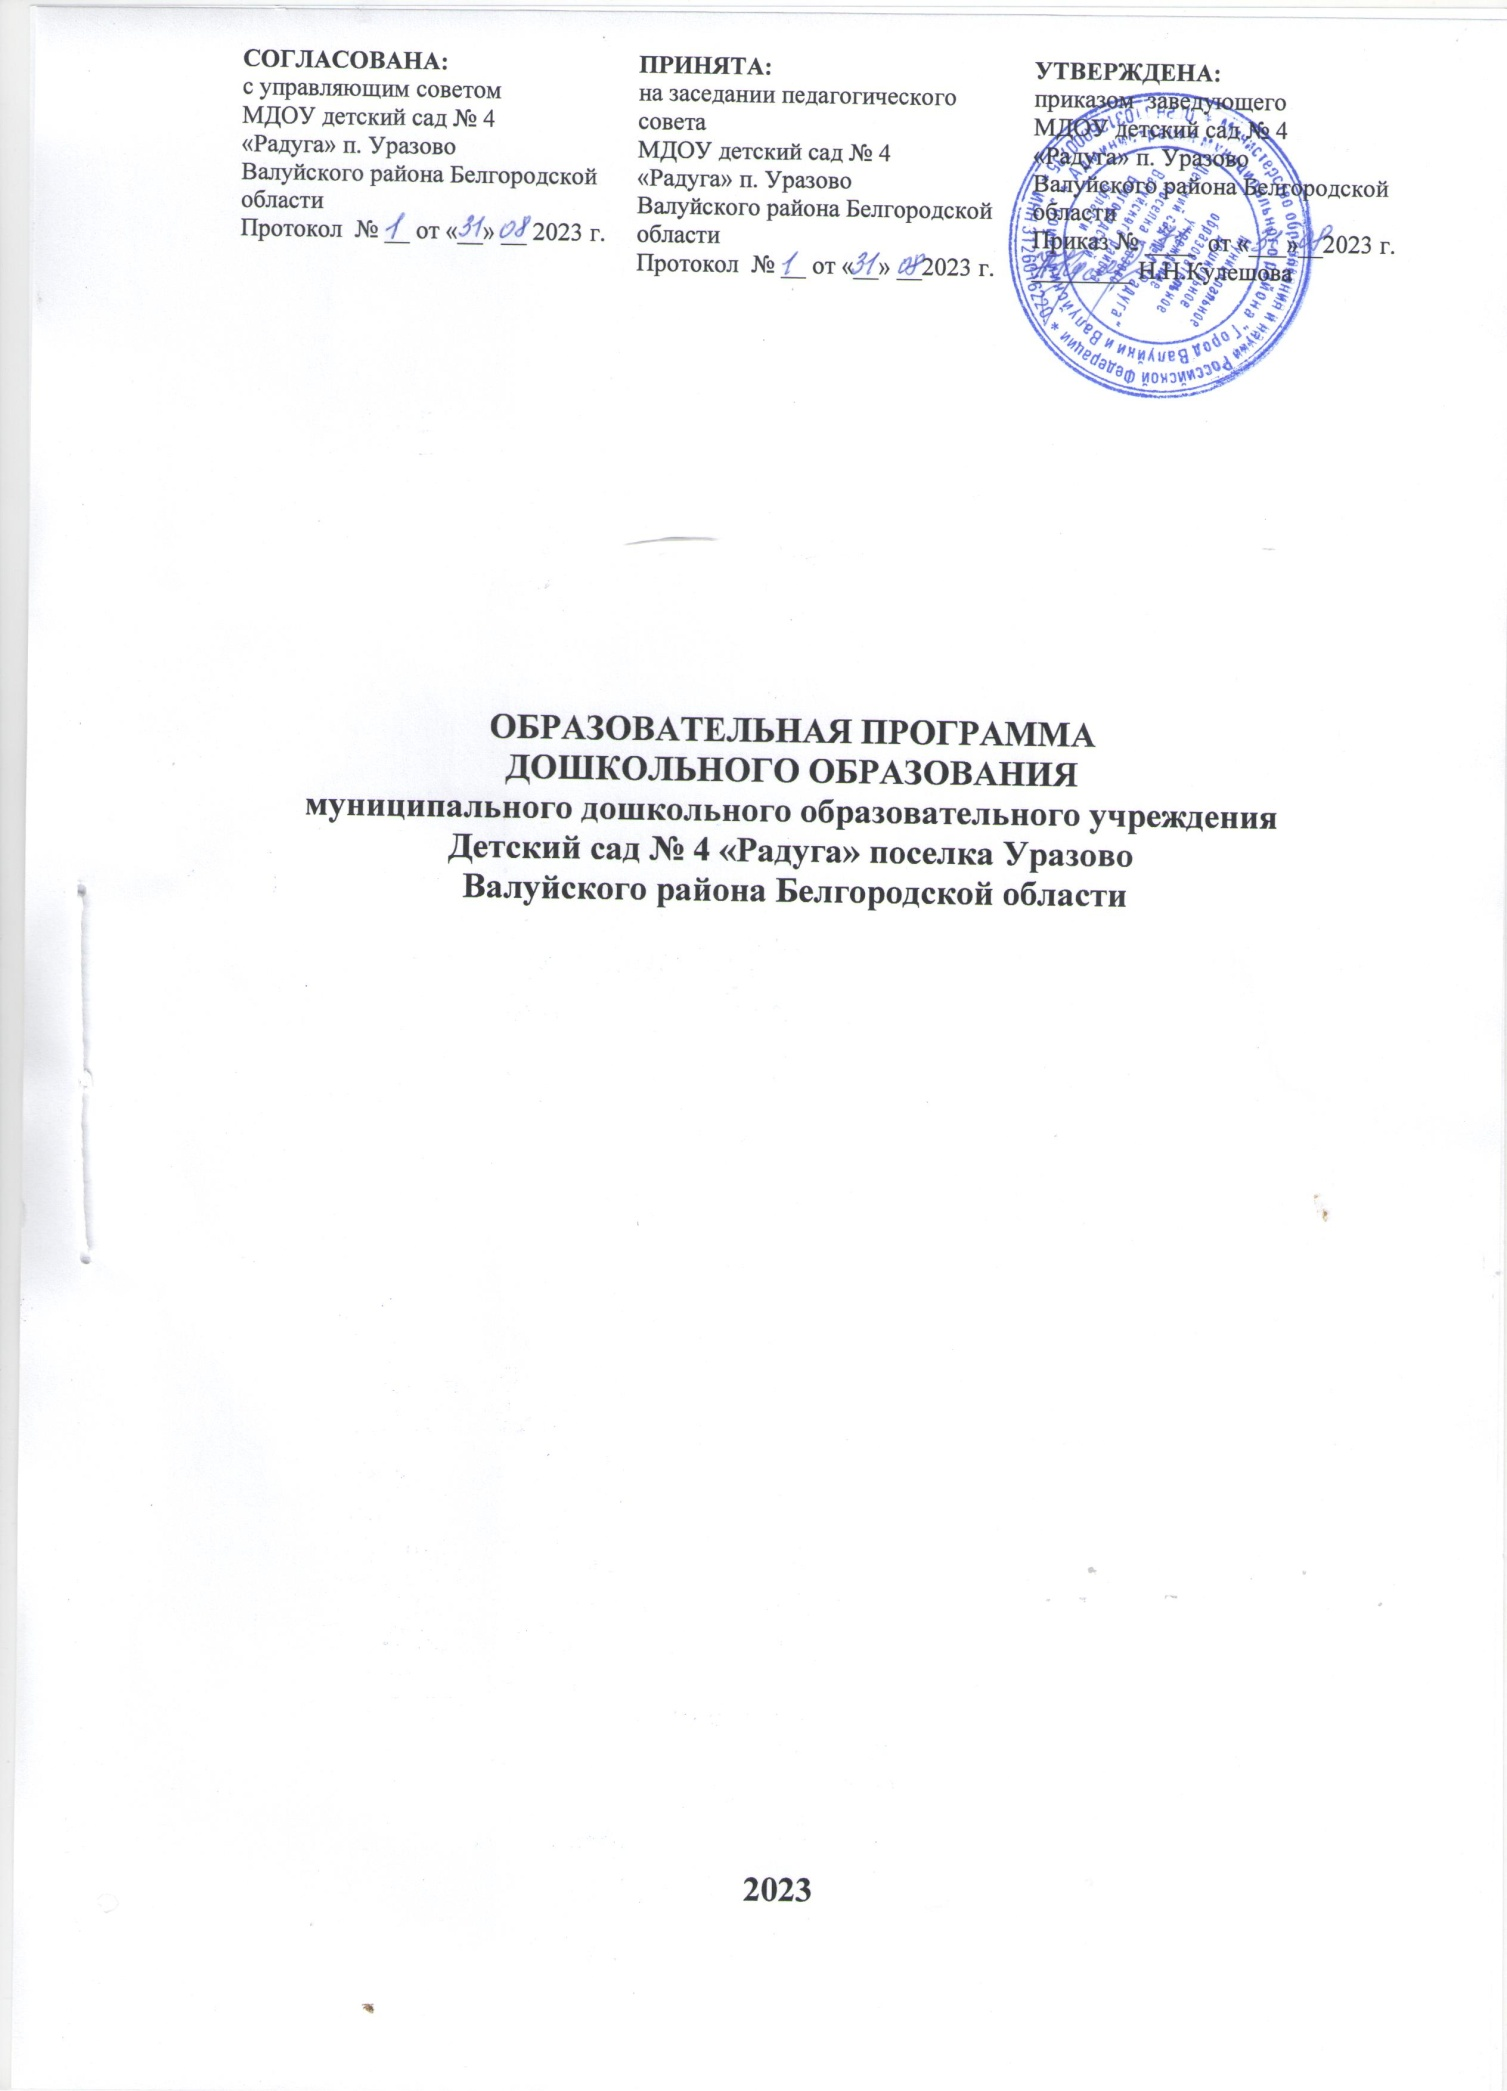 СОГЛАСОВАНА:
с управляющим советом
МДОУ детский сад № 4
«Радуга» п. Уразово
Валуйского района Белгородской
области
Протокол № 1 от «31» 08 2023 г.
ПРИНЯТА:
на заседании педагогического
совета
МДОУ детский сад № 4
«Радуга» п. Уразово
Валуйского района Белгородской
области
Протокол № 1 от «31» 08 2023 г.
УТВЕРЖДЕНА:
приказом заведующего
МДОУ детский сад № 4
«Радуга» п. Уразово
Валуйского района Белгородской
области
Приказ № от «31» 08 2023 г.
Н.Н.Кулешова
ОБРАЗОВАТЕЛЬНАЯ ПРОГРАММА
ДОШКОЛЬНОГО ОБРАЗОВАНИЯ
муниципального дошкольного образовательного учреждения
Детский сад № 4 «Радуга» поселка Уразово
Валуйского района Белгородской области
2023